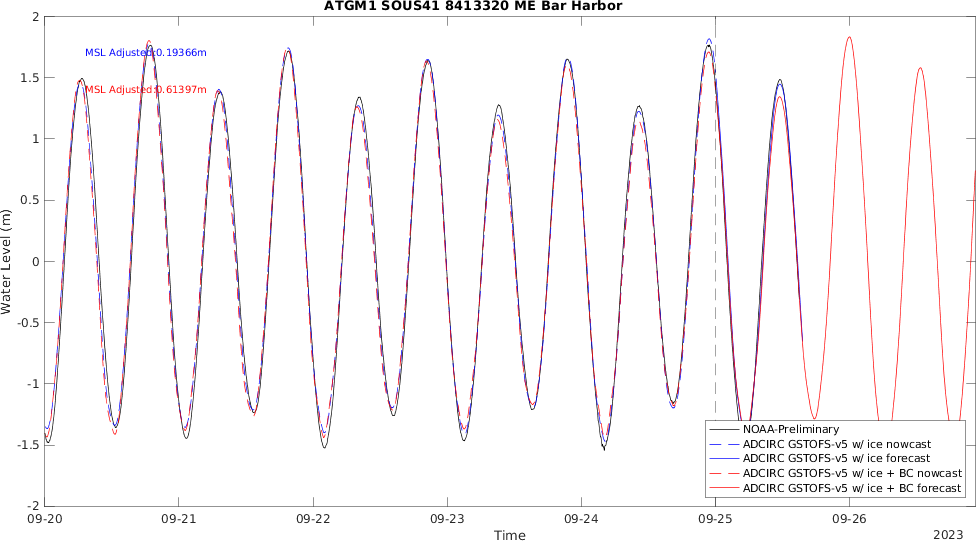 ATGM1 SOUS41 8413320 ME Bar Harbor
MSL Adjusted:0.19366m
MSL Adjusted:0.61397m
Water Level (m)
2
1.5
1
0.5
0
-0.5
-1
-1.5
-2
NOAA-Preliminary
ADCIRC GSTOFS-v5 w/ ice nowcast
ADCIRC GSTOFS-v5 w/ ice forecast
ADCIRC GSTOFS-v5 w/ ice + BC nowcast
ADCIRC GSTOFS-v5 w/ ice + BC forecast
09-20 09-21 09-22 09-23 09-24 09-25 09-26
Time
2023